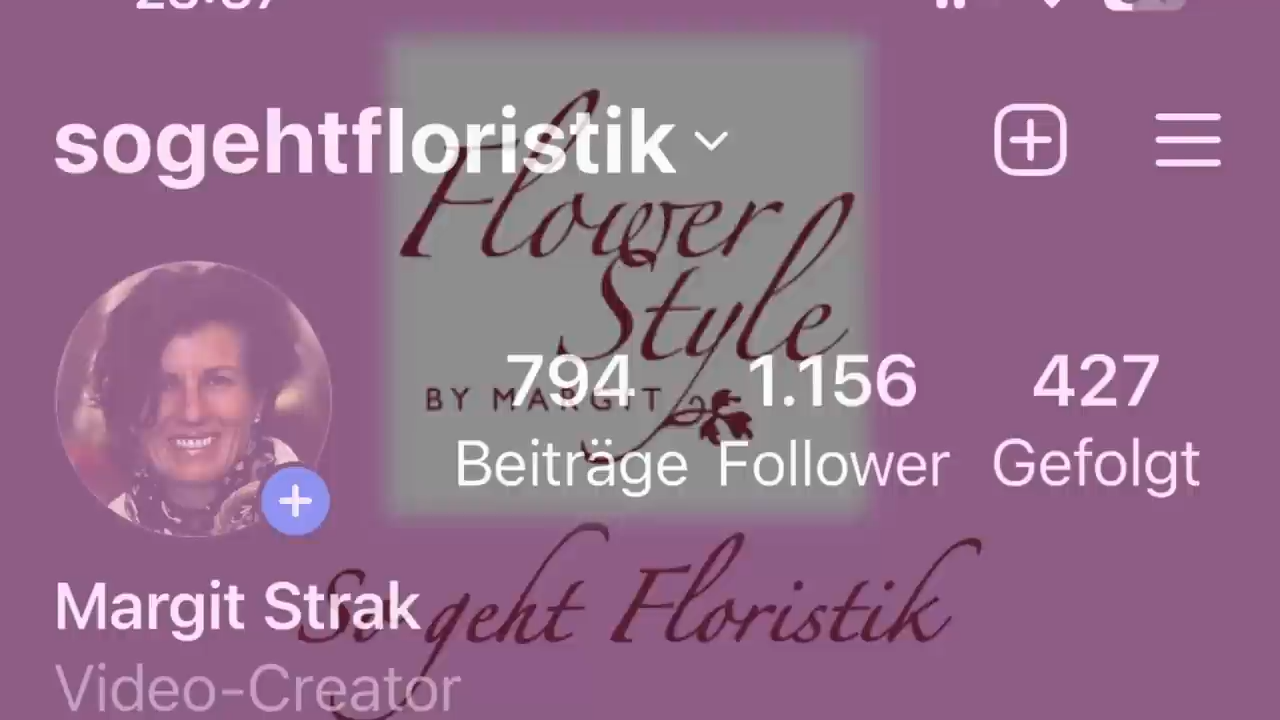 sogehtfloristik
Flower
Style
BY MARGIT
794 1.156 427
Beiträge Follower Gefolgt
So geht Floristik
Margit Strak
Video-Creator